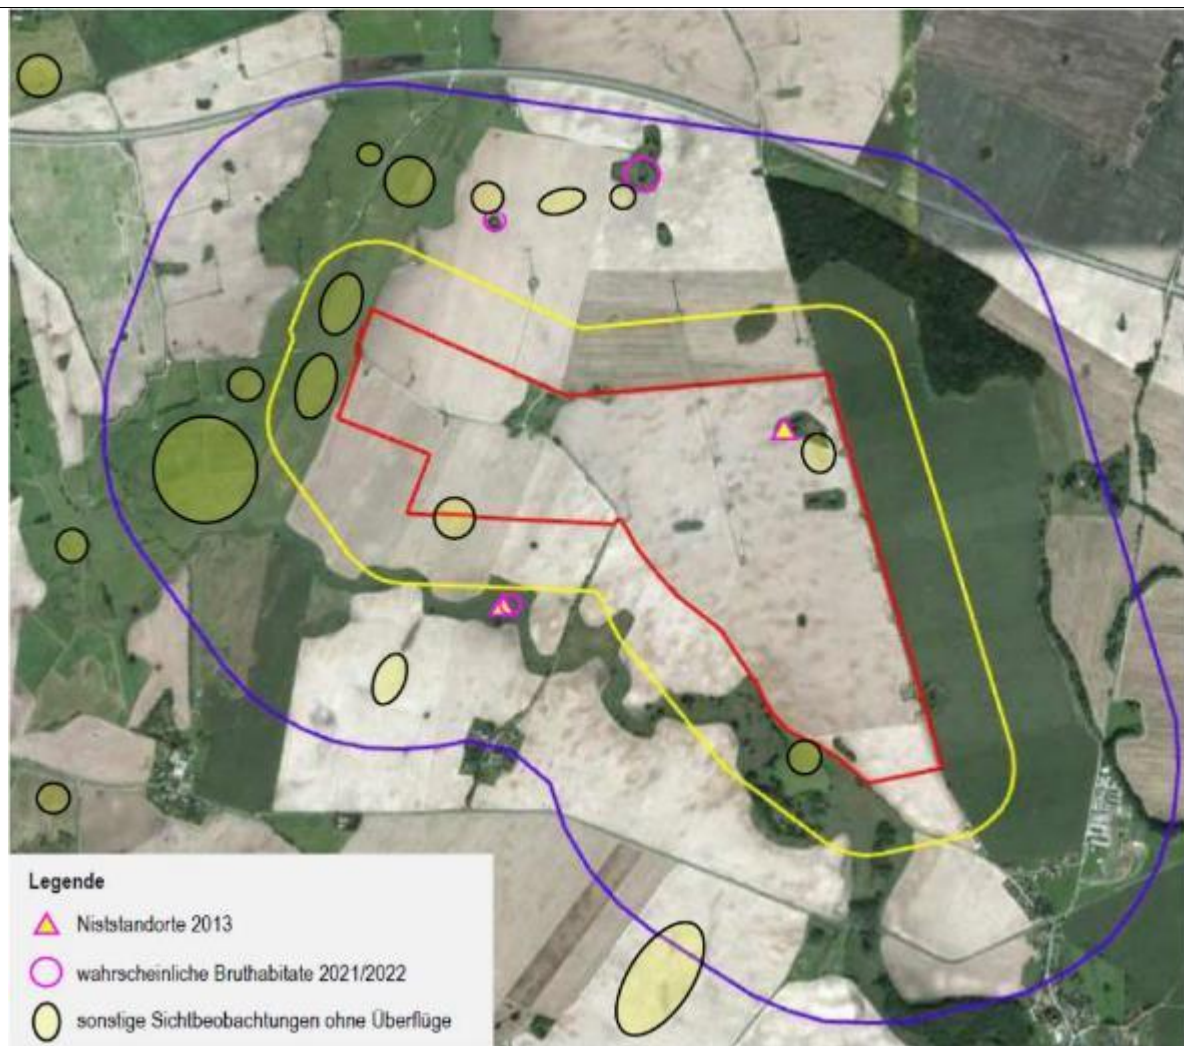 Legende
Niststandorte 2013
wahrscheinliche Bruthabitate 2021/2022
sonstige Sichtbeobachtungen ohne Überflüge